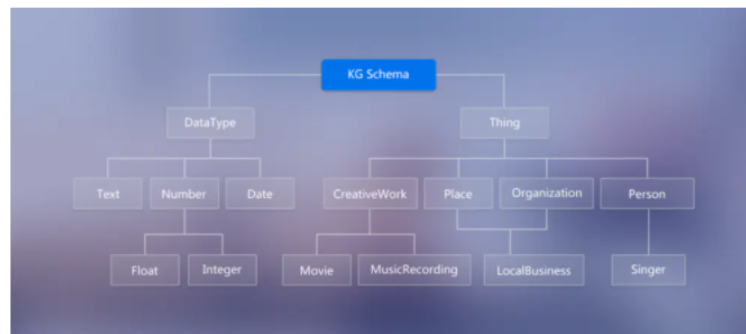 KG Schema
DataType
Thing
Text
Number
Date
CreativeWork
Place
Organization
Person
Float
Integer
Movie
MusicRecording
LocalBusiness
Singer